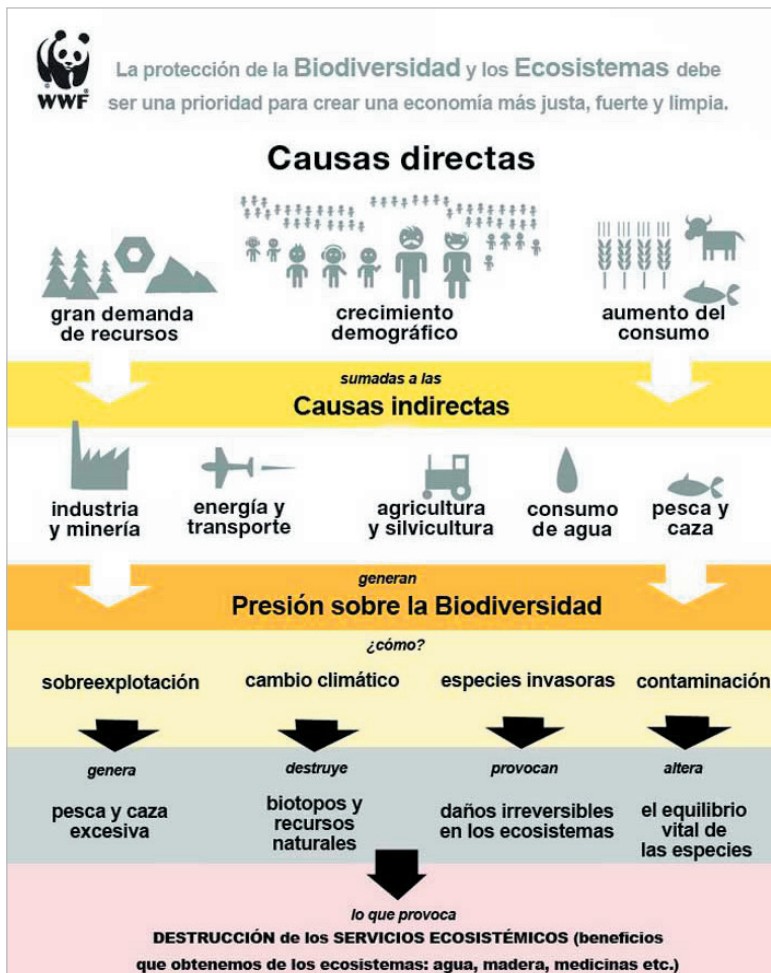 WWF
La protección de la Biodiversidad y los Ecosistemas debe
ser una prioridad para crear una economía más justa, fuerte y limpia.
Causas directas
gran demanda
de recursos
crecimiento
demográfico
aumento del
consumo
sumadas a las
Causas indirectas
industria
y minería
energía y
transporte
agricultura
y silvicultura
consumo
de agua
pesca y
caza
generan
Presión sobre la Biodiversidad
¿cómo?
sobreexplotación
cambio climático
especies invasoras
contaminación
genera
destruye
provocan
altera
pesca y caza
excesiva
biotopos y
recursos
naturales
daños irreversibles
en los ecosistemas
el equilibrio
vital de
las especies
lo que provoca
DESTRUCCIÓN de los SERVICIOS ECOSISTÉMICOS (beneficios
que obtenemos de los ecosistemas: agua, madera, medicinas etc.)